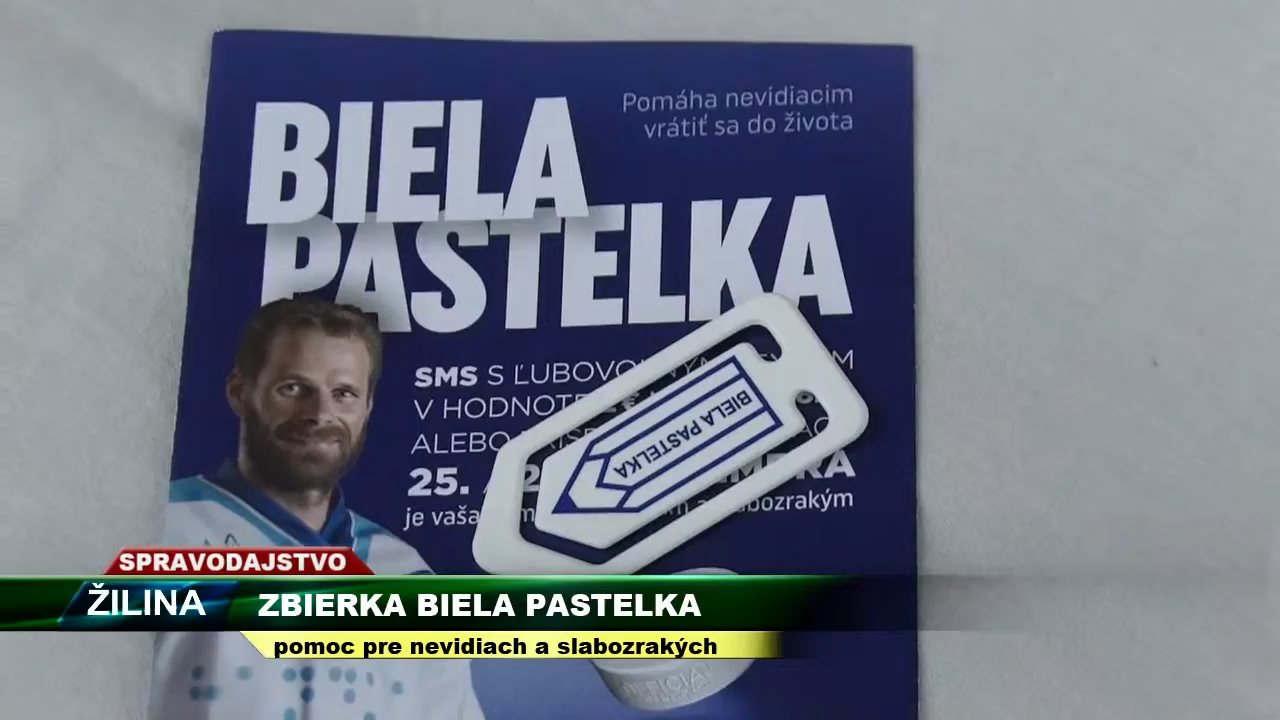 BIELA
PASTELKA
Pomáha nevidiacim
vrátiť sa do života
SMS S ĽUBOVO
V HODNOTE
ALEBO
25.
je vaša
slabozrakým
BIELA PASTELKA
SPRAVODAJSTVO
ŽILINA
ZBIERKA BIELA PASTELKA
pomoc pre nevidiach a slabozrakých